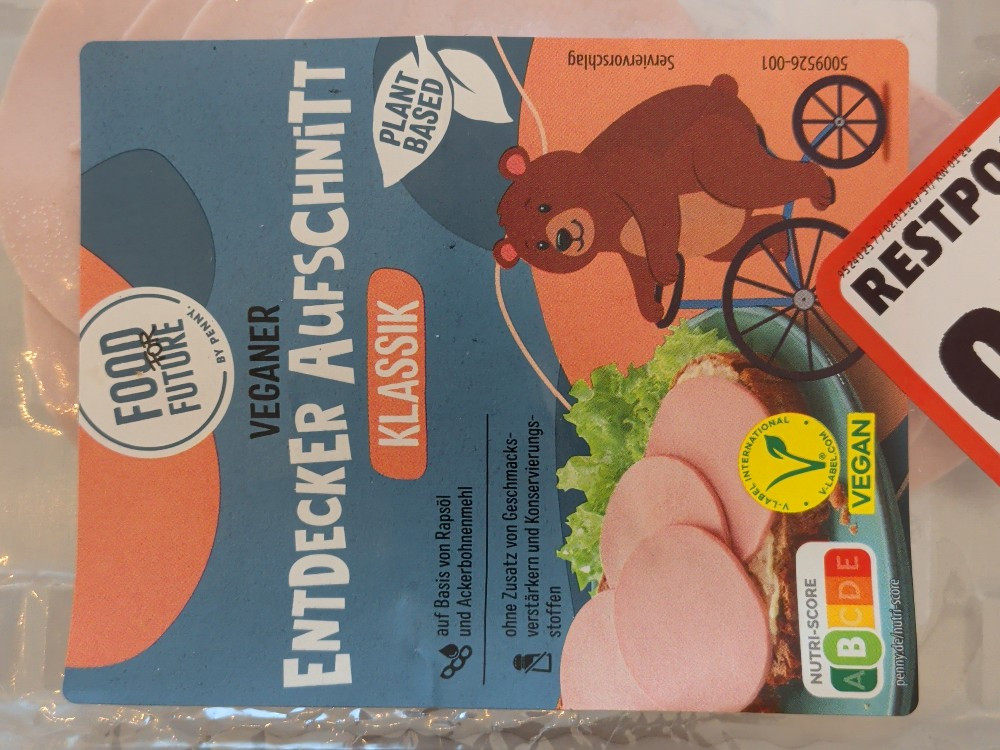 FOOD
FOR
FUTURE
BY PENNY.
VEGANER
ENTDECKER AUFSCHNITT
KLASSIK
PLANT
BASED
auf Basis von Rapsöl
und Ackerbohnenmehl
ohne Zusatz von Geschmacks-
verstärkern und Konservierungs-
stoffen
Serviervorschlag
5009526-001
V-LABEL INTERNATIONAL
V-LABEL.COM
VEGAN
NUTRI-SCORE
A B C D E
penny.de/nutri-score
RESTPO
0